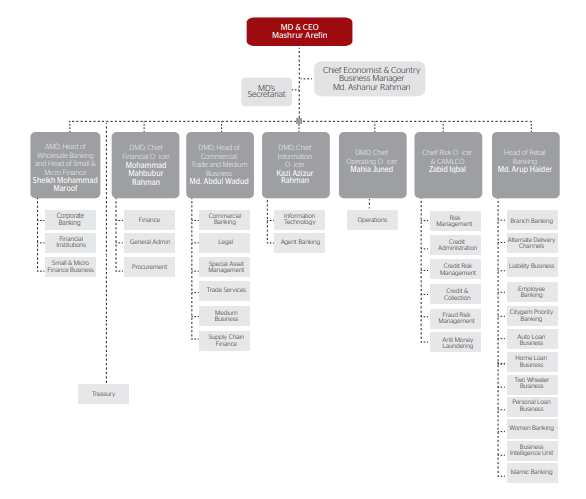 MD & CEO
Mashrur Arefin
Chief Economist & Country
Business Manager
Md. Ashanur Rahman
MD's
Secretariat
AMD, Head of
Wholesale Banking
and Head of Small &
Micro Finance
Sheikh Mohammad
Maroof
DMD, Chief
Financial O icer
Mohammad
Mahbubur
Rahman
DMD, Head of
Commercial,
Trade and Medium
Business
Md. Abdul Wadud
DMD, Chief
Information
O icer
Kazi Azizur
Rahman
DMD, Chief
Operating O icer
Mahia Juned
Chief Risk O icer
& CAMLCO
Zabid Iqbal
Head of Retail
Banking
Md. Arup Haider
Corporate
Banking
Financial
Institutions
Small & Micro
Finance Business
Finance
General Admin
Procurement
Commercial
Banking
Legal
Special Asset
Management
Trade Services
Medium
Business
Supply Chain
Finance
Information
Technology
Agent Banking
Operations
Risk
Management
Credit
Administration
Credit Risk
Management
Credit &
Collection
Fraud Risk
Management
Anti Money
Laundering
Branch Banking
Alternate Delivery
Channels
Liability Business
Employee
Banking
Citygem Priority
Banking
Auto Loan
Business
Home Loan
Business
Two Wheeler
Business
Personal Loan
Business
Women Banking
Business
Intelligence Unit
Islamic Banking
Treasury